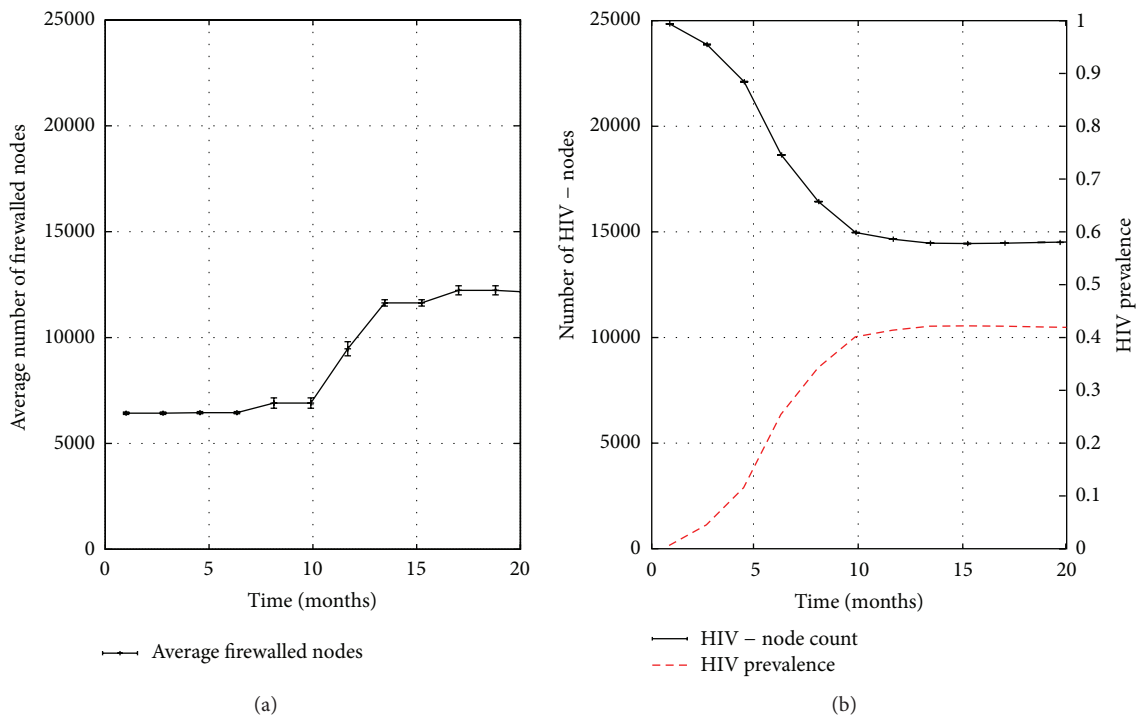 25000
20000
15000
10000
5000
0
Average number of firewalled nodes
0 5 10 15 20
Time (months)
Average firewalled nodes
(a)
25000
20000
15000
10000
5000
0
Number of HIV − nodes
1
0.9
0.8
0.7
0.6
0.5
0.4
0.3
0.2
0.1
0
HIV prevalence
0 5 10 15 20
Time (months)
HIV − node count
HIV prevalence
(b)